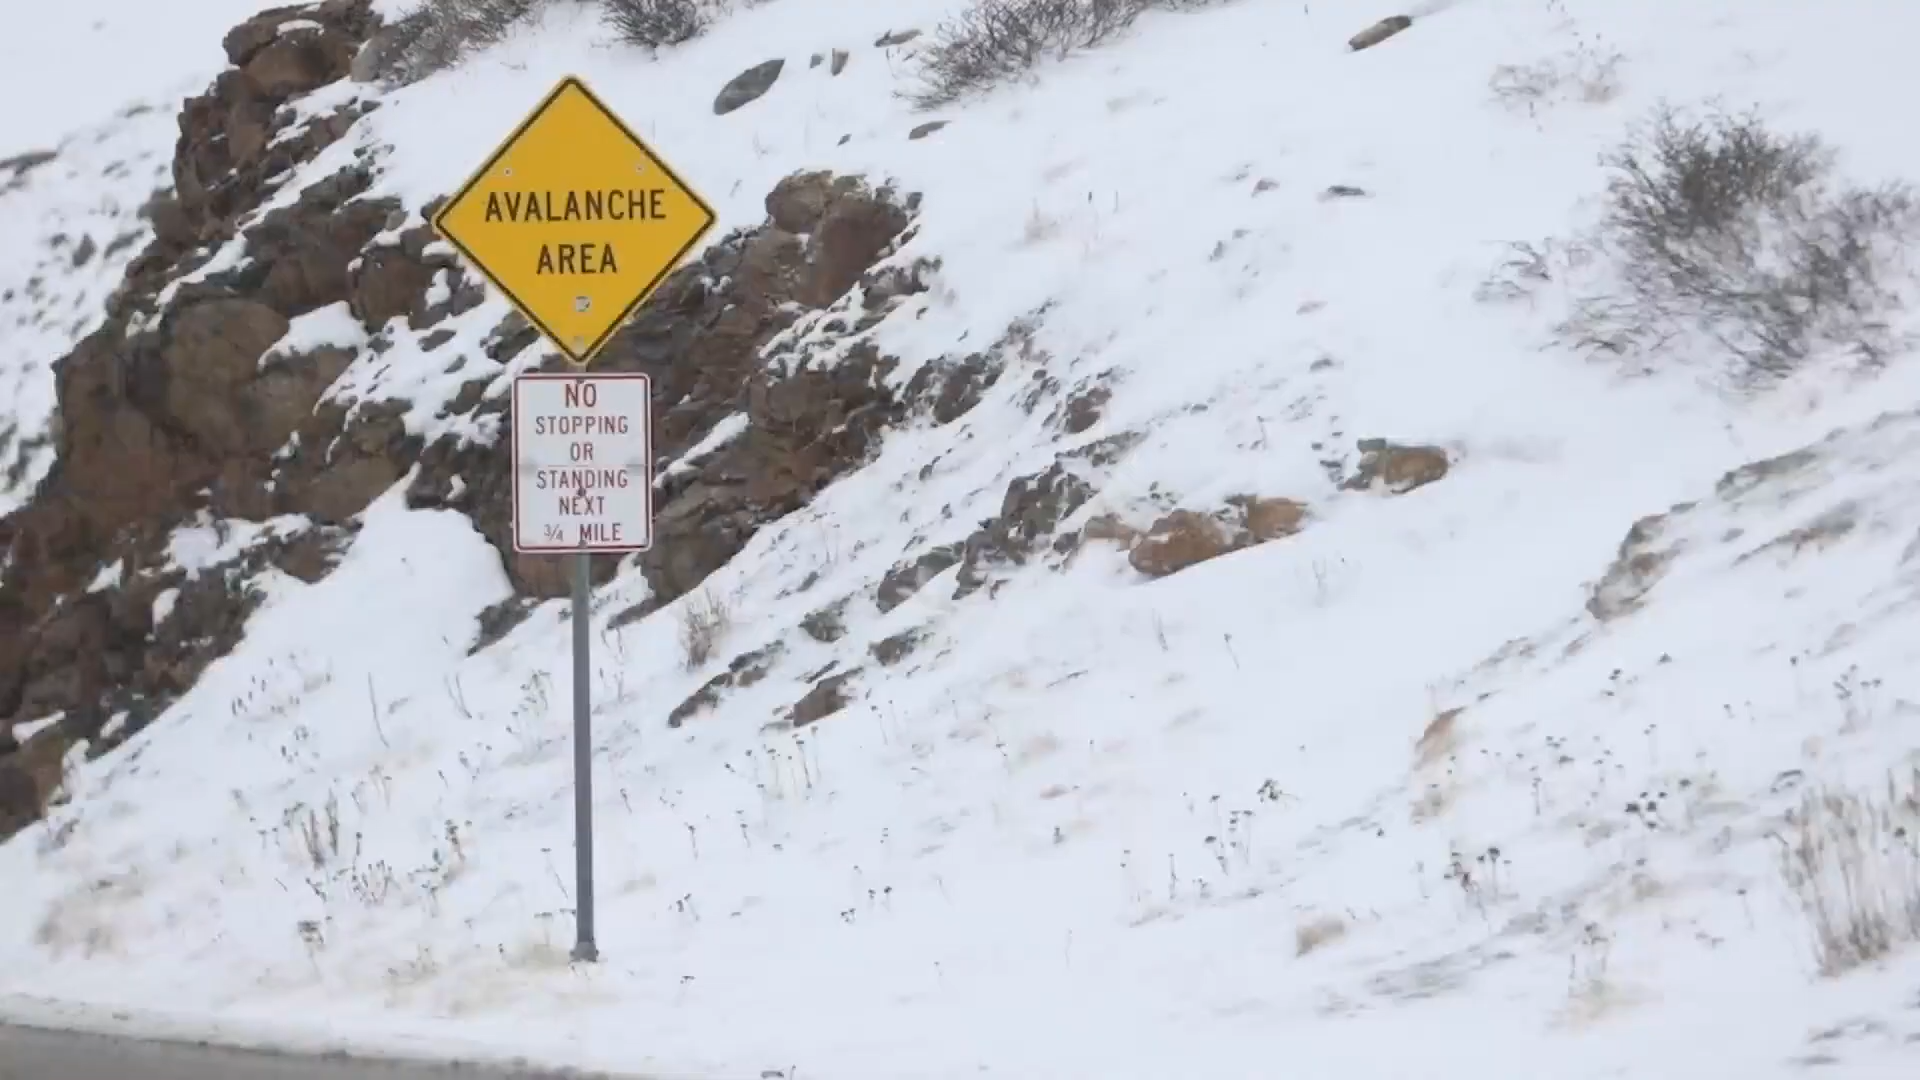 AVALANCHE
AREA
NO
STOPPING
OR
STANDING
NEXT
3/4 MILE